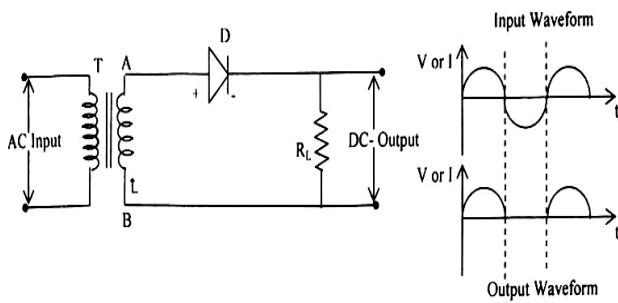 Input Waveform
D
T
A
V or I
t
+
-
AC Input
R_L
DC- Output
L
B
V or I
t
Output Waveform